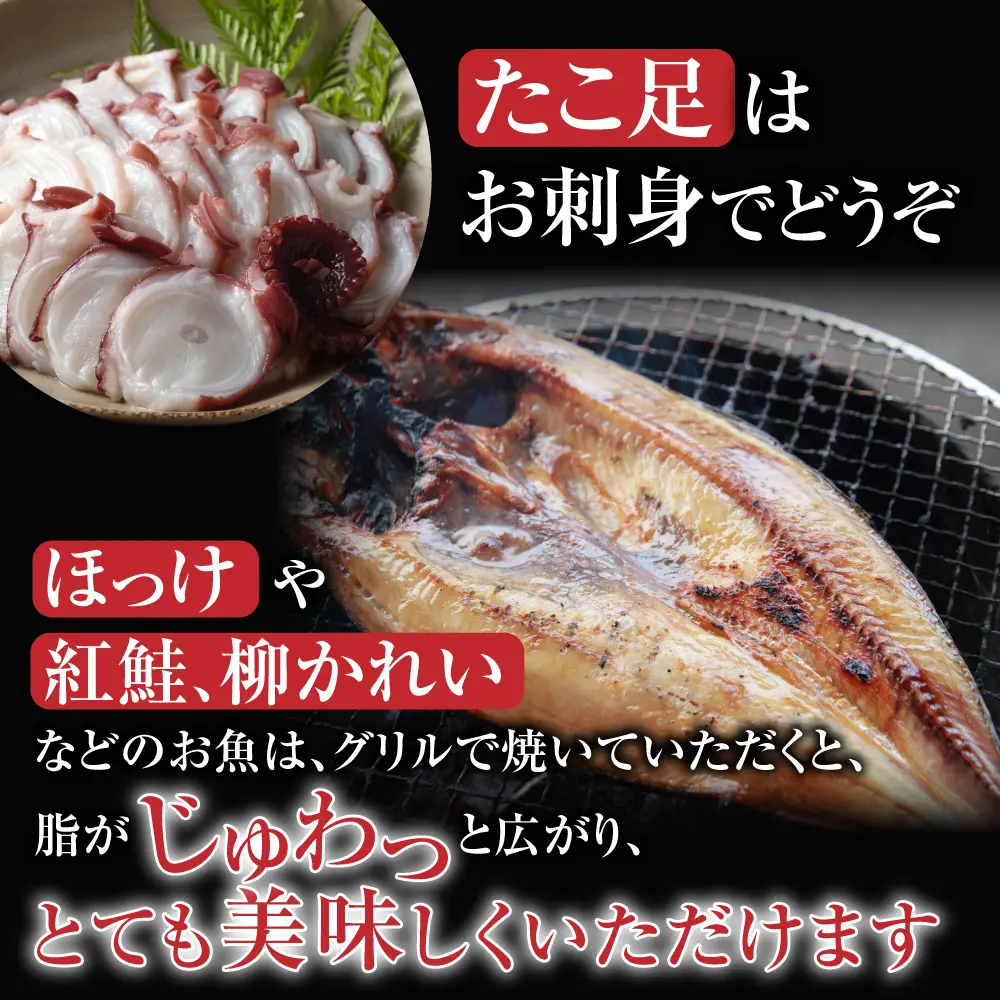 たこ足は
お刺身でどうぞ
ほっけや
紅鮭、柳かれい
などのお魚は、グリルで焼いていただくと、
脂がじゅわっと広がり、
とても美味しくいただけます